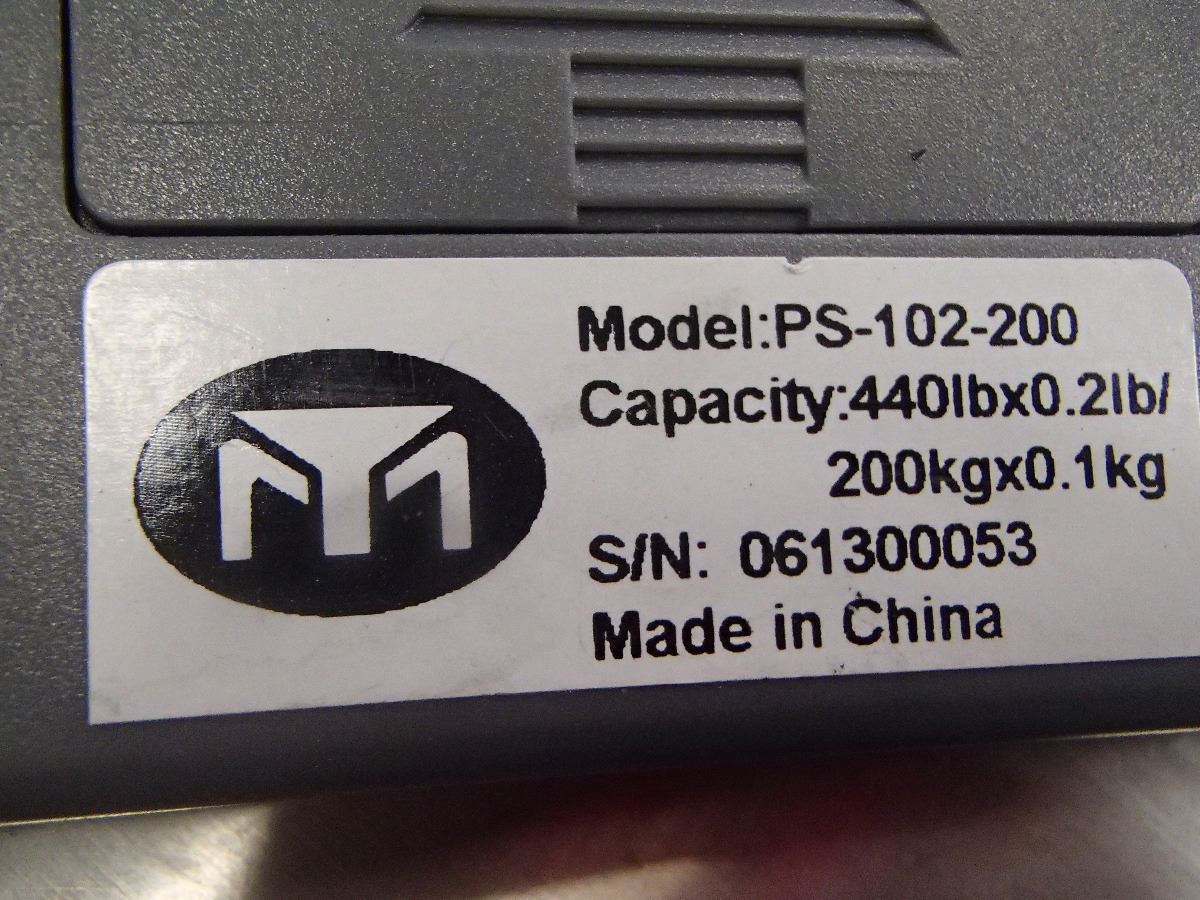 Model:PS-102-200
Capacity:440lbx0.2lb/
200kgx0.1kg
S/N: 061300053
Made in China